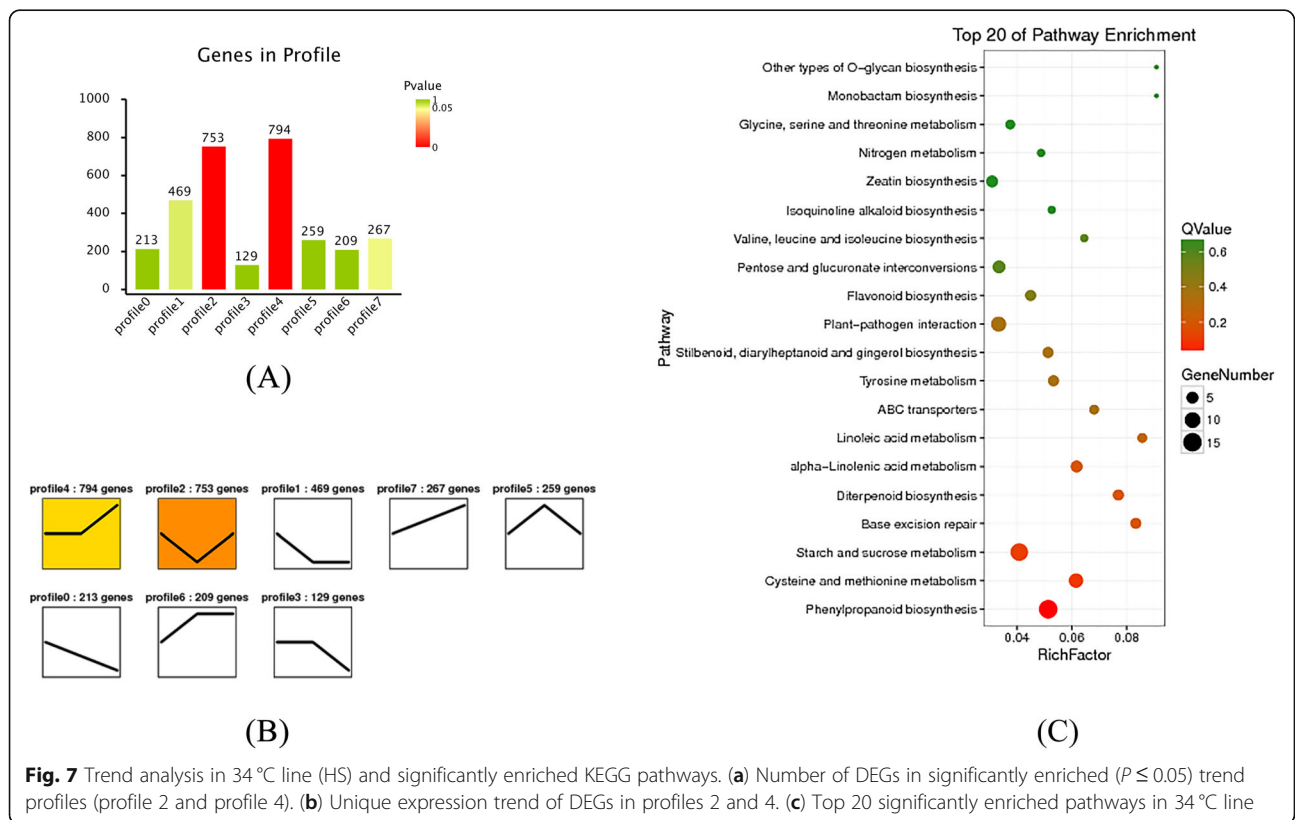 Genes in Profile
Pvalue
1
0.05
0
1000
800
600
400
200
0
213
469
753
129
794
259
209
267
profile0
profile1
profile2
profile3
profile4
profile5
profile6
profile7
(A)
profile4 : 794 genes
profile2 : 753 genes
profile1 : 469 genes
profile7 : 267 genes
profile5 : 259 genes
profile0 : 213 genes
profile6 : 209 genes
profile3 : 129 genes
(B)
Top 20 of Pathway Enrichment
Pathway
Other types of O-glycan biosynthesis
Monobactam biosynthesis
Glycine, serine and threonine metabolism
Nitrogen metabolism
Zeatin biosynthesis
Isoquinoline alkaloid biosynthesis
Valine, leucine and isoleucine biosynthesis
Pentose and glucuronate interconversions
Flavonoid biosynthesis
Plant-pathogen interaction
Stilbenoid, diarylheptanoid and gingerol biosynthesis
Tyrosine metabolism
ABC transporters
Linoleic acid metabolism
alpha-Linolenic acid metabolism
Diterpenoid biosynthesis
Base excision repair
Starch and sucrose metabolism
Cysteine and methionine metabolism
Phenylpropanoid biosynthesis
0.04
0.06
0.08
RichFactor
QValue
0.6
0.4
0.2
GeneNumber
5
10
15
(C)
Fig. 7 Trend analysis in 34 °C line (HS) and significantly enriched KEGG pathways. (a) Number of DEGs in significantly enriched (P ≤ 0.05) trend
profiles (profile 2 and profile 4). (b) Unique expression trend of DEGs in profiles 2 and 4. (c) Top 20 significantly enriched pathways in 34 °C line